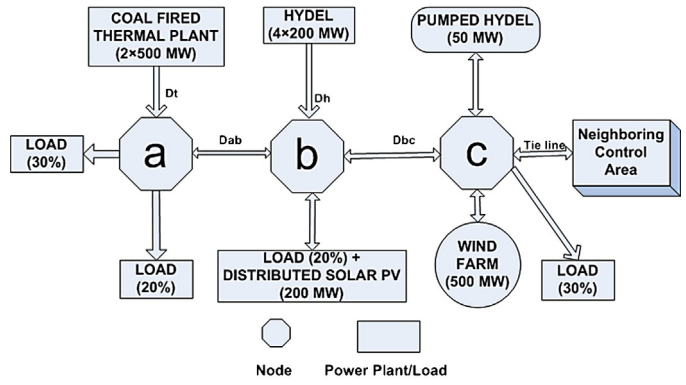 COAL FIRED
THERMAL PLANT
(2×500 MW)
HYDEL
(4×200 MW)
PUMPED HYDEL
(50 MW)
Dt
Dh
LOAD
(30%)
a
Dab
b
Dbc
c
Tie line
Neighboring
Control
Area
LOAD
(20%)
LOAD (20%) +
DISTRIBUTED SOLAR PV
(200 MW)
WIND
FARM
(500 MW)
LOAD
(30%)
Node
Power Plant/Load